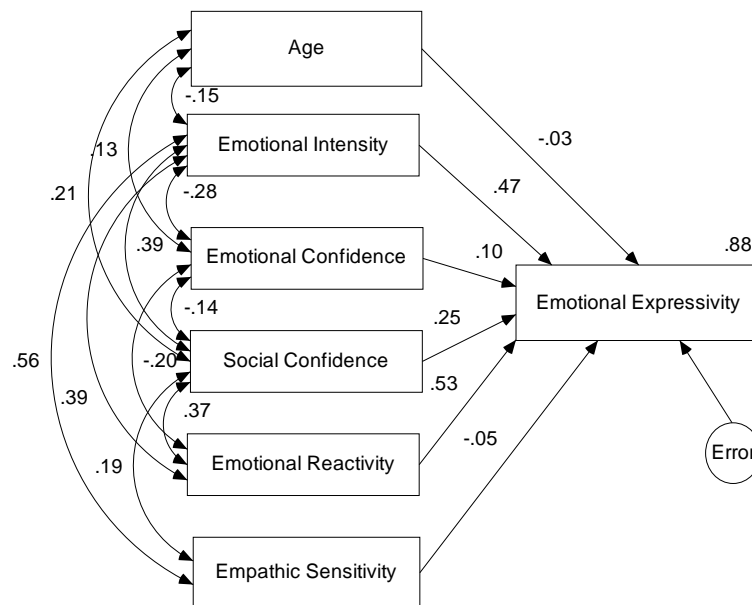 Age
-.15
Emotional Intensity
-.03
.13
.47
.21
-.28
.39
Emotional Confidence
.10
.88
-.14
Emotional Expressivity
.25
.56
-.20
Social Confidence
.53
.39
.37
-.05
.19
Emotional Reactivity
Error
Empathic Sensitivity